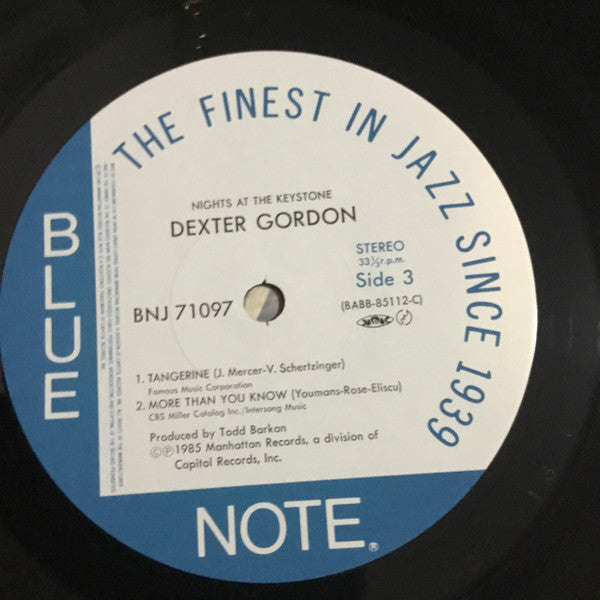 THE FINEST IN JAZZ SINCE 1939
NIGHTS AT THE KEYSTONE
DEXTER GORDON
STEREO
33⅓r.p.m.
Side 3
BNJ 71097
(BABB-85112-C)
1. TANGERINE (J. Mercer-V. Schertzinger)
Famous Music Corporation
2. MORE THAN YOU KNOW (Youmans-Rose-Eliscu)
CBS Miller Catalog Inc./Intersong Music
Produced by Todd Barkan
©℗1985 Manhattan Records, a division of
Capitol Records, Inc.
BLUE
NOTE®